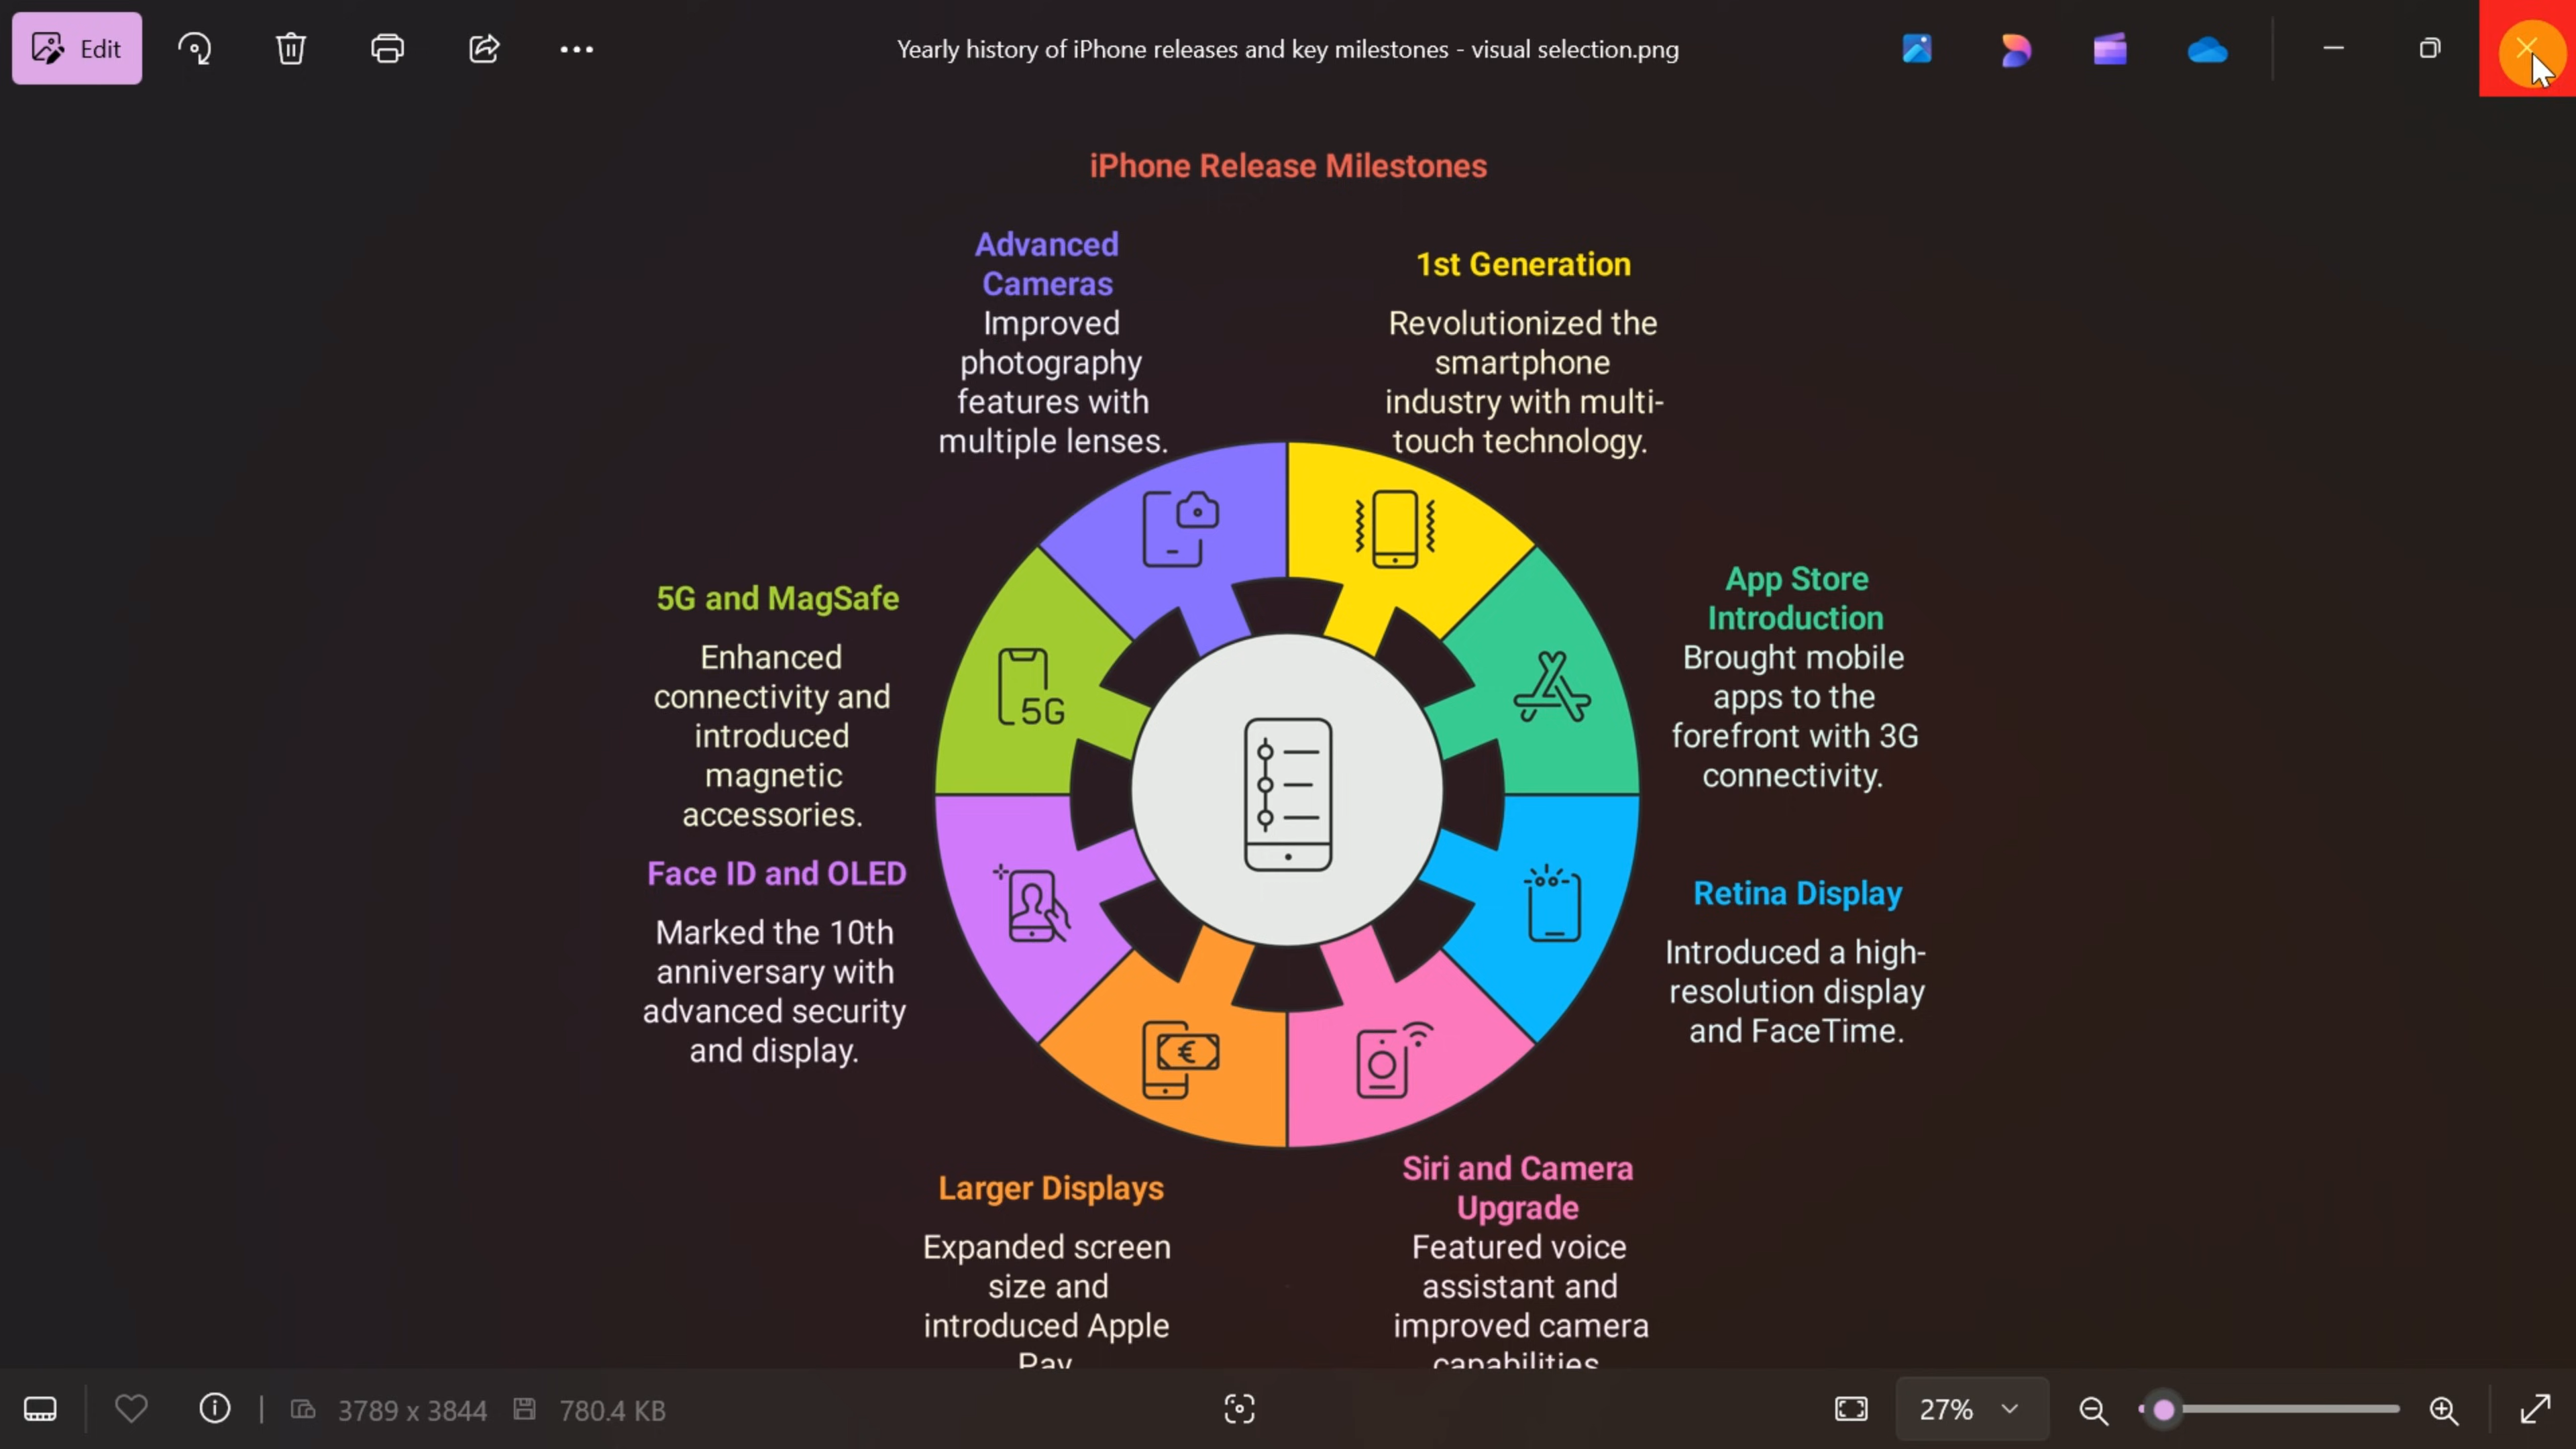 Edit
Yearly history of iPhone releases and key milestones - visual selection.png
iPhone Release Milestones
Advanced
Cameras
Improved
photography
features with
multiple lenses.
1st Generation
Revolutionized the
smartphone
industry with multi-
touch technology.
5G and MagSafe
Enhanced
connectivity and
introduced
magnetic
accessories.
App Store
Introduction
Brought mobile
apps to the
forefront with 3G
connectivity.
5G
Face ID and OLED
Marked the 10th
anniversary with
advanced security
and display.
Retina Display
Introduced a high-
resolution display
and FaceTime.
€
Larger Displays
Expanded screen
size and
introduced Apple
Pay
Siri and Camera
Upgrade
Featured voice
assistant and
improved camera
capabilities
3789 x 3844
780.4 KB
27%